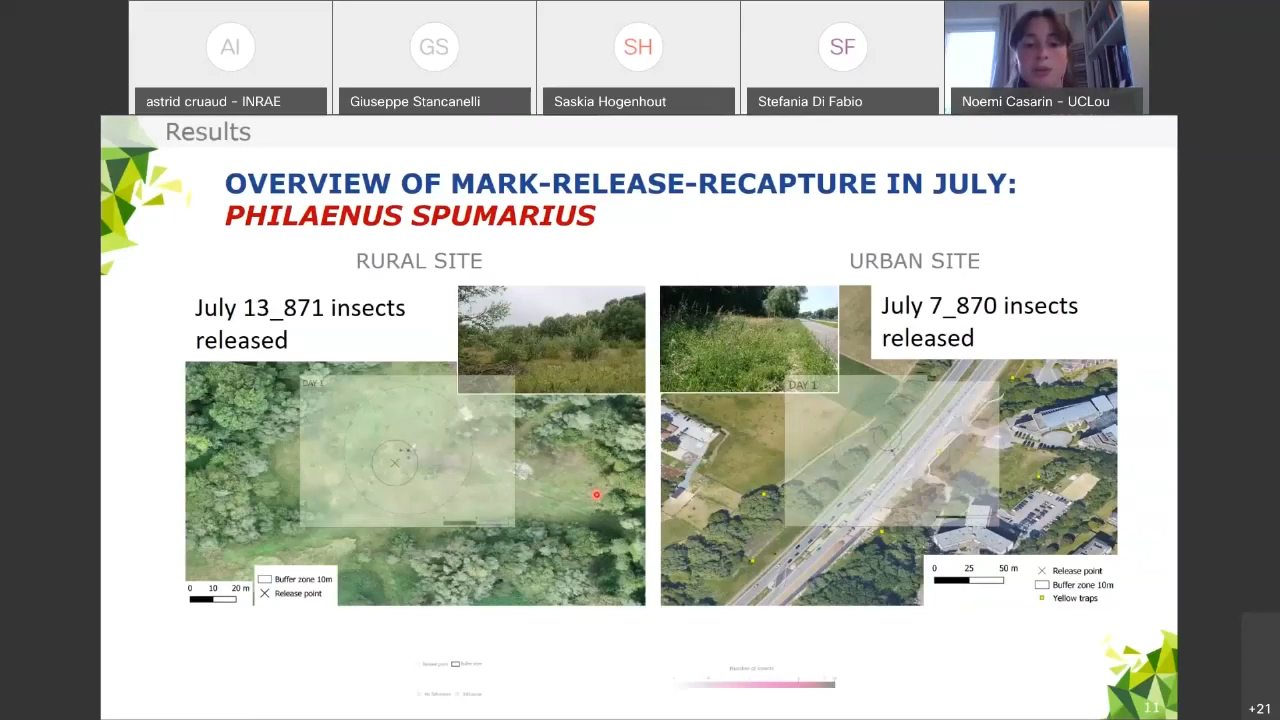 AI
GS
SH
SF
astrid cruaud - INRAE
Giuseppe Stancanelli
Saskia Hogenhout
Stefania Di Fabio
Noemi Casarin - UCLou
Results
OVERVIEW OF MARK-RELEASE-RECAPTURE IN JULY:
PHILAENUS SPUMARIUS
RURAL SITE
URBAN SITE
July 13_871 insects
released
July 7_870 insects
released
DAY 1
DAY 1
0 10 20 m
Buffer zone 10m
Release point
0 25 50 m
Release point
Buffer zone 10m
Yellow traps
Number of insects
11
+21